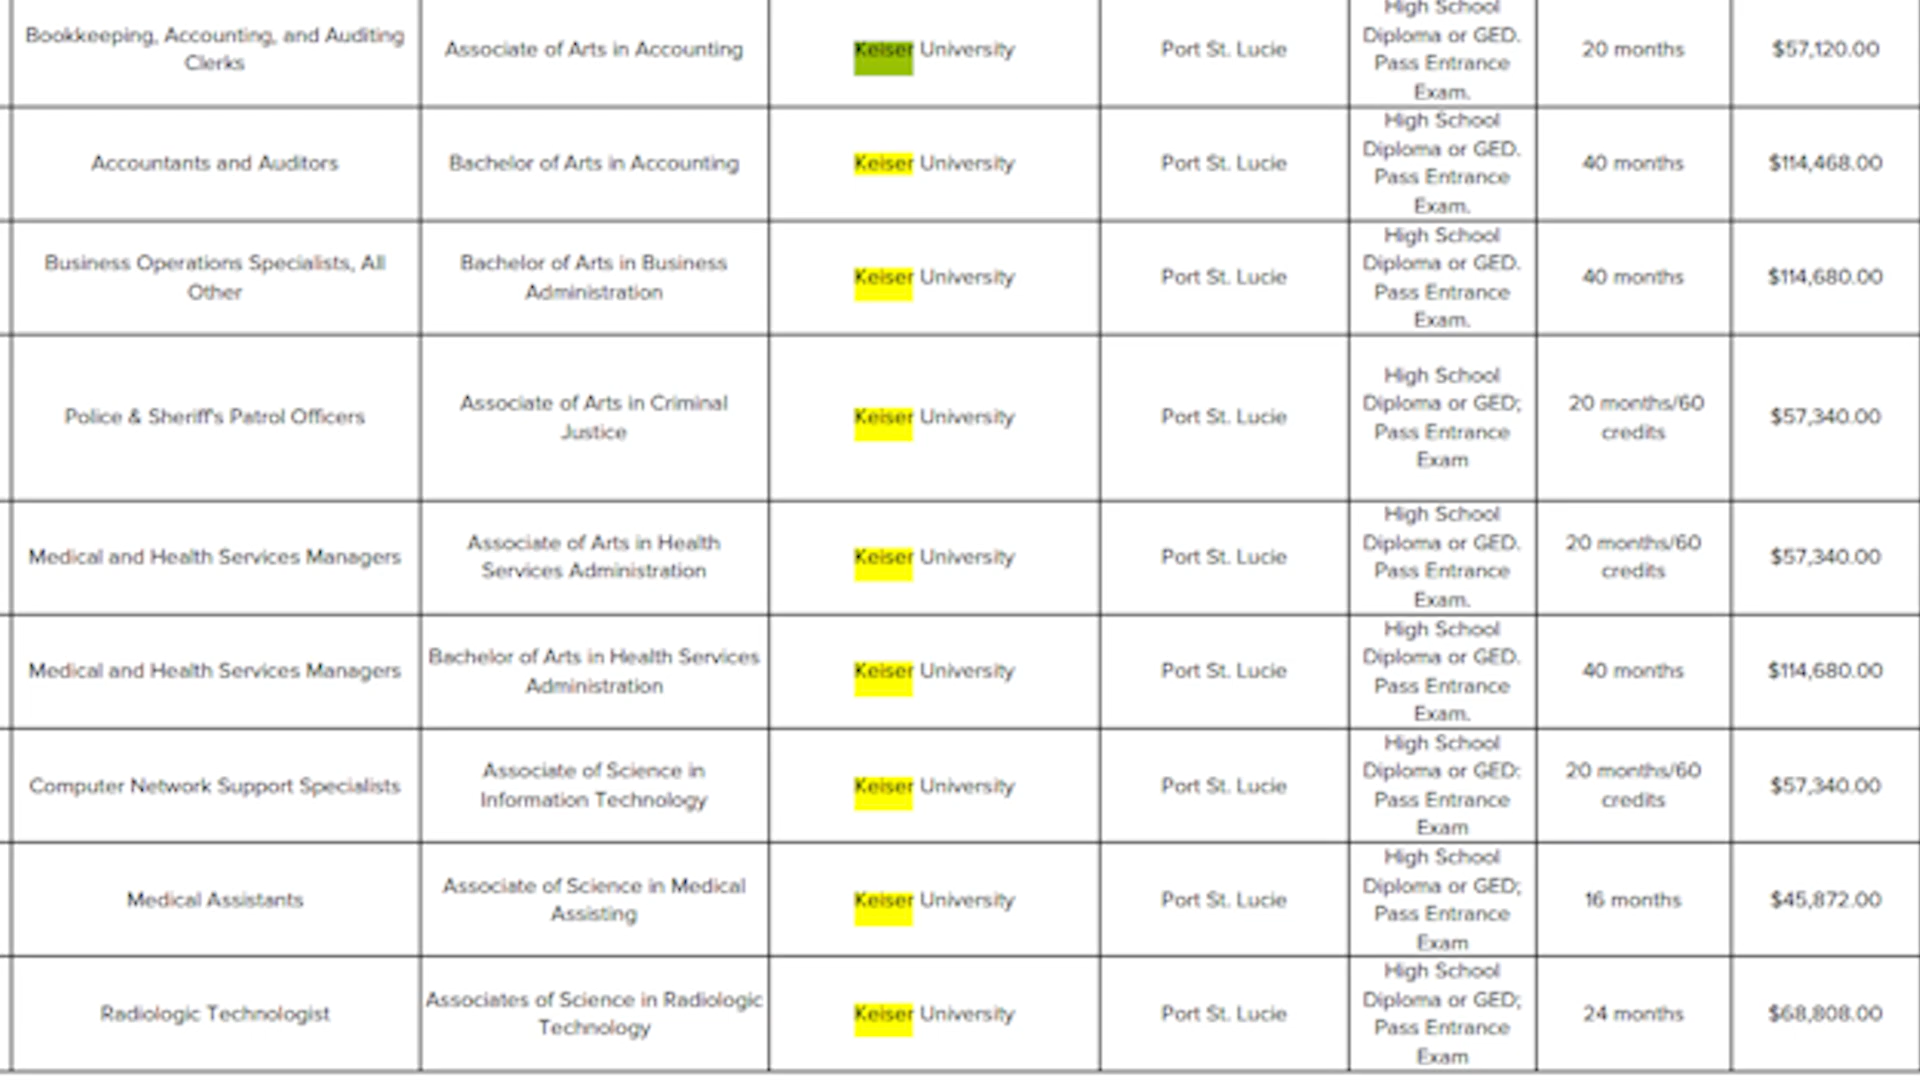 Bookkeeping, Accounting, and Auditing
Clerks
Associate of Arts in Accounting
Keiser University
Port St. Lucie
High School
Diploma or GED.
Pass Entrance
Exam.
20 months
$57,120.00
Accountants and Auditors
Bachelor of Arts in Accounting
Keiser University
Port St. Lucie
High School
Diploma or GED.
Pass Entrance
Exam.
40 months
$114,468.00
Business Operations Specialists, All
Other
Bachelor of Arts in Business
Administration
Keiser University
Port St. Lucie
High School
Diploma or GED.
Pass Entrance
Exam.
40 months
$114,680.00
Police & Sheriff's Patrol Officers
Associate of Arts in Criminal
Justice
Keiser University
Port St. Lucie
High School
Diploma or GED;
Pass Entrance
Exam
20 months/60
credits
$57,340.00
Medical and Health Services Managers
Associate of Arts in Health
Services Administration
Keiser University
Port St. Lucie
High School
Diploma or GED.
Pass Entrance
Exam.
20 months/60
credits
$57,340.00
Medical and Health Services Managers
Bachelor of Arts in Health Services
Administration
Keiser University
Port St. Lucie
High School
Diploma or GED.
Pass Entrance
Exam.
40 months
$114,680.00
Computer Network Support Specialists
Associate of Science in
Information Technology
Keiser University
Port St. Lucie
High School
Diploma or GED:
Pass Entrance
Exam
20 months/60
credits
$57,340.00
Medical Assistants
Associate of Science in Medical
Assisting
Keiser University
Port St. Lucie
High School
Diploma or GED;
Pass Entrance
Exam
16 months
$45,872.00
Radiologic Technologist
Associates of Science in Radiologic
Technology
Keiser University
Port St. Lucie
High School
Diploma or GED;
Pass Entrance
Exam
24 months
$68,808.00